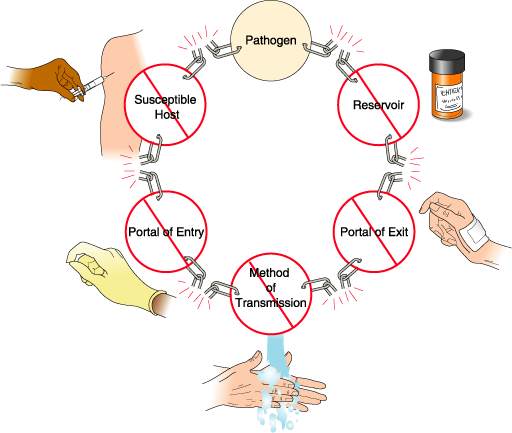 Pathogen
Susceptible
Host
Reservoir
Portal of Entry
Portal of Exit
Method
of
Transmission